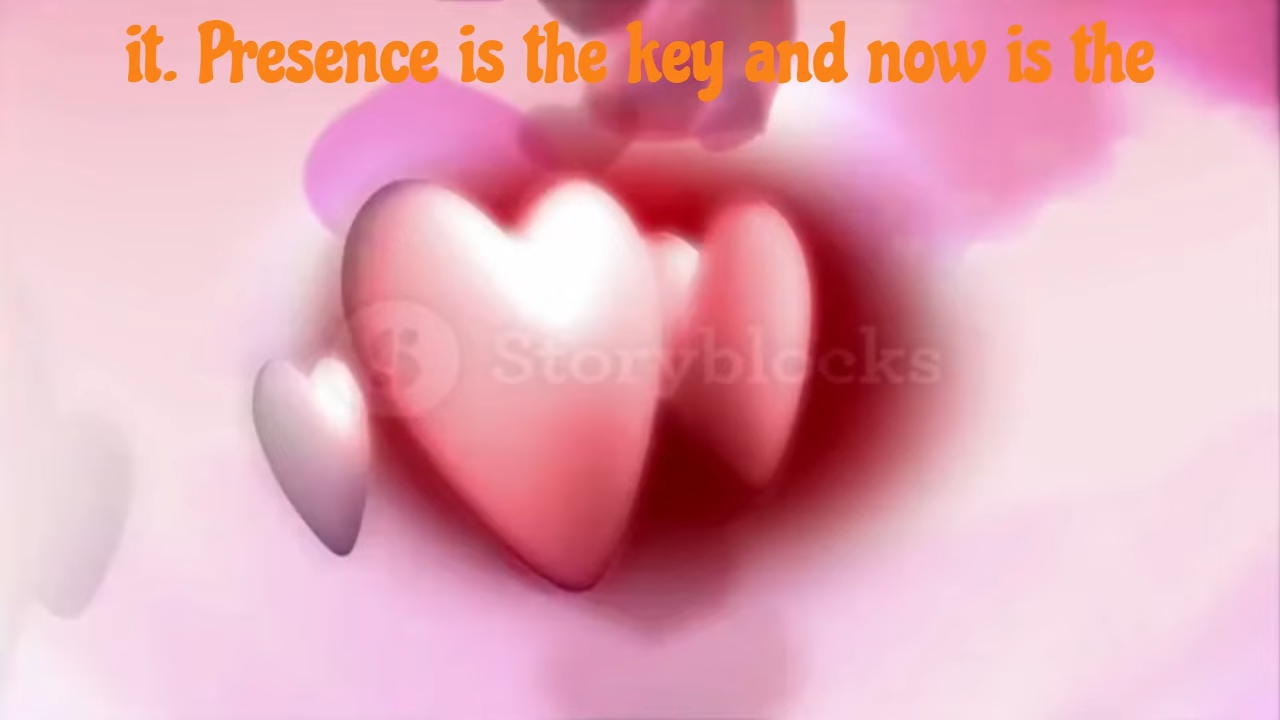 it. Presence is the key and now is the
Storyblocks